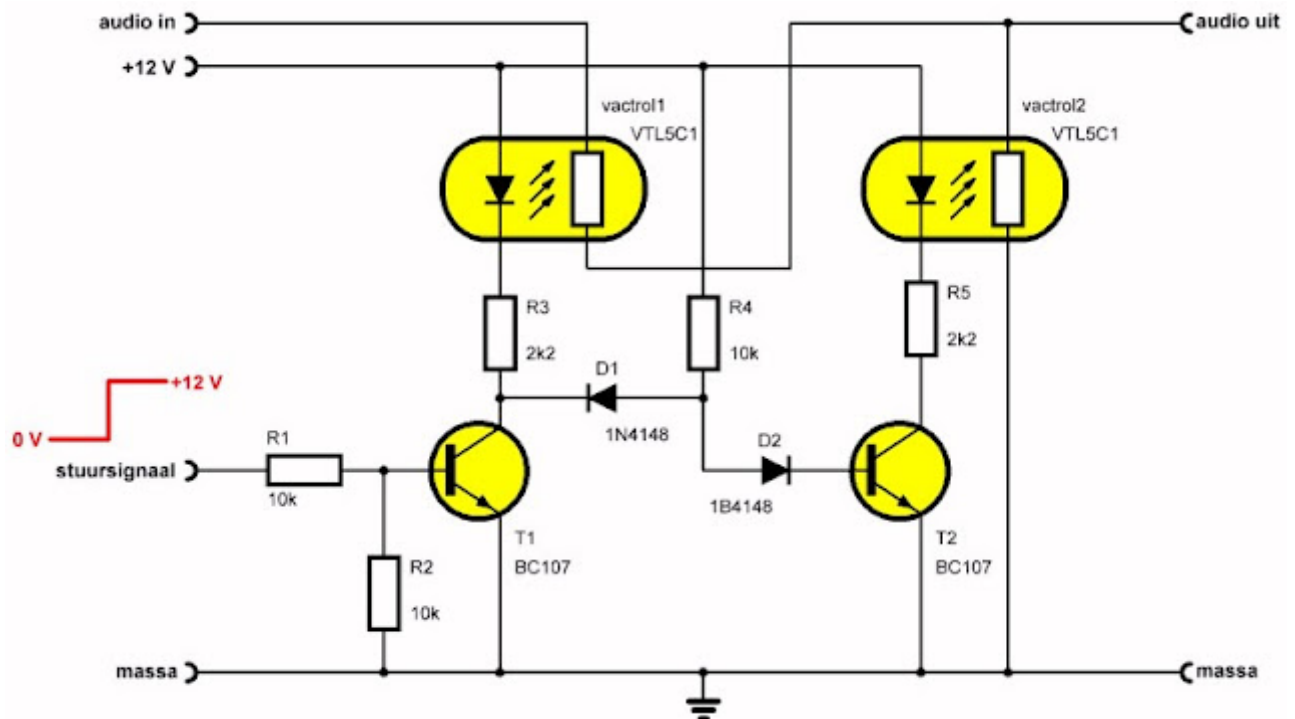 audio in
audio uit
+12 V
vactrol1
VTL5C1
vactrol2
VTL5C1
R3
2k2
R4
10k
R5
2k2
D1
1N4148
+12 V
0 V
stuursignaal
R1
10k
D2
1B4148
T1
BC107
T2
BC107
R2
10k
massa
massa